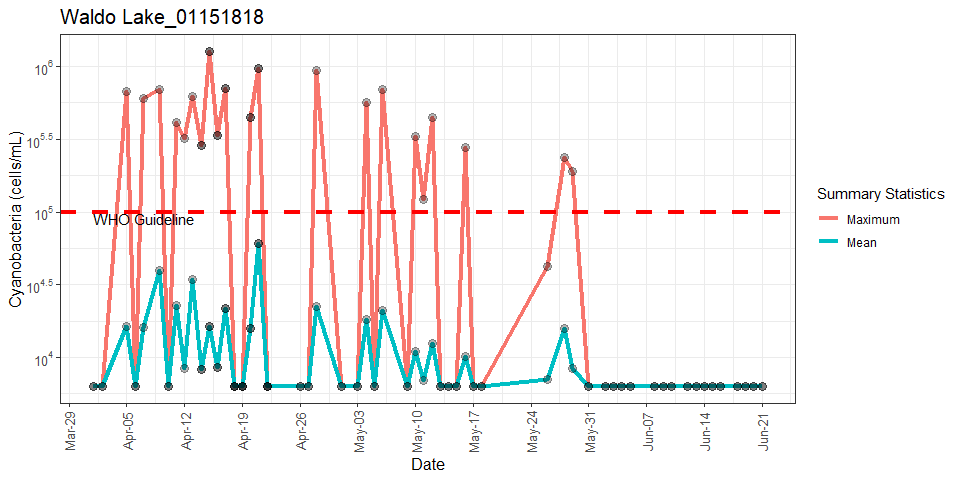 Waldo Lake_01151818
Cyanobacteria (cells/mL)
10^6
10^5.5
10^5
10^4.5
10^4
WHO Guideline
Mar-29
Apr-05
Apr-12
Apr-19
Apr-26
May-03
May-10
May-17
May-24
May-31
Jun-07
Jun-14
Jun-21
Date
Summary Statistics
Maximum
Mean